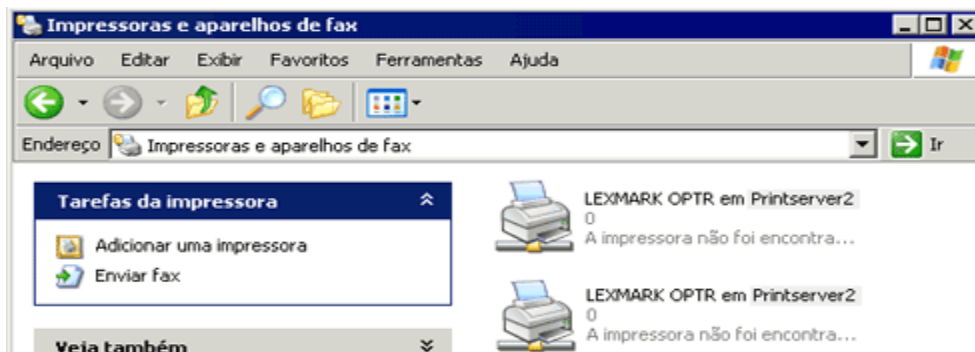 Impressoras e aparelhos de fax
Arquivo Editar Exibir Favoritos Ferramentas Ajuda
Endereço Impressoras e aparelhos de fax Ir
Tarefas da impressora
Adicionar uma impressora
Enviar fax
Veja também
LEXMARK OPTR em Printserver2
0
A impressora não foi encontra...
LEXMARK OPTR em Printserver2
0
A impressora não foi encontra...